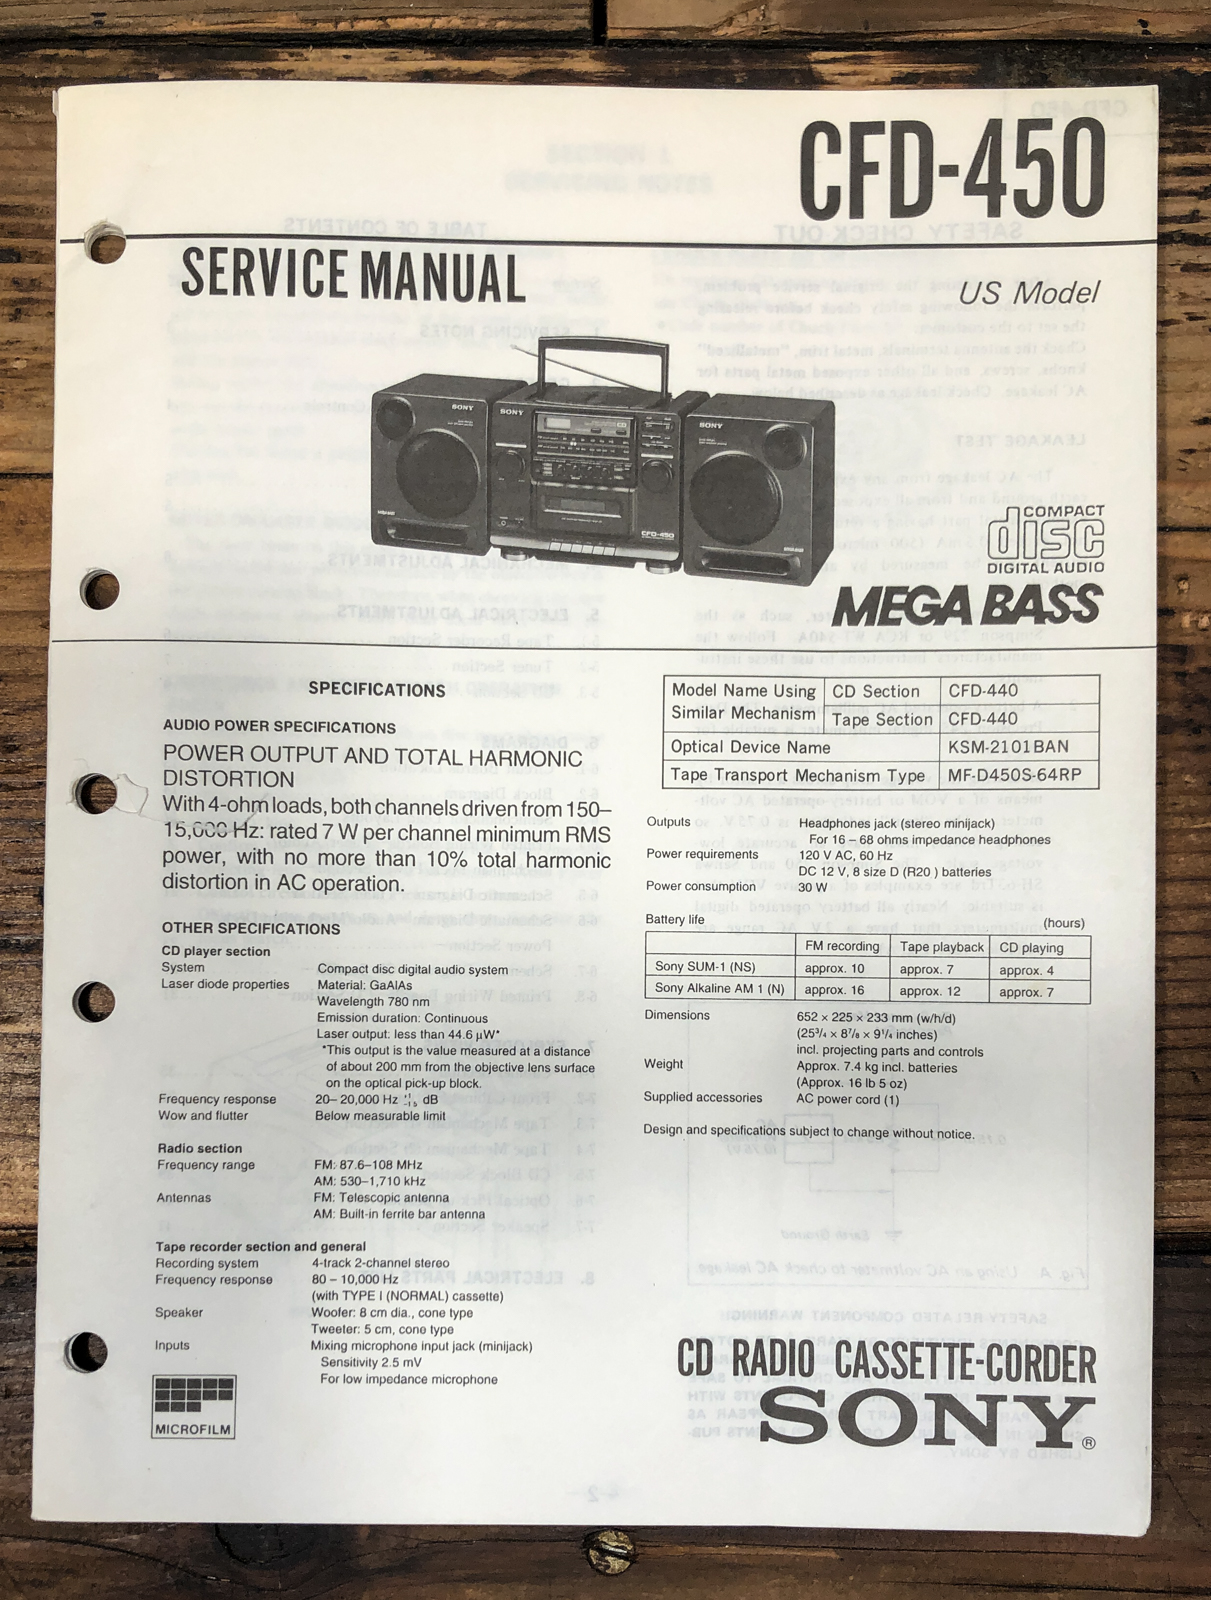 CFD-450
SERVICE MANUAL
US Model
SONY
SONY
SONY
CD
CFD-450
COMPACT
disc
DIGITAL AUDIO
MEGA BASS
SPECIFICATIONS
AUDIO POWER SPECIFICATIONS
POWER OUTPUT AND TOTAL HARMONIC
DISTORTION
With 4-ohm loads, both channels driven from 150–
15,000 Hz: rated 7 W per channel minimum RMS
power, with no more than 10% total harmonic
distortion in AC operation.
OTHER SPECIFICATIONS
CD player section
System Compact disc digital audio system
Laser diode properties Material: GaAlAs
Wavelength 780 nm
Emission duration: Continuous
Laser output: less than 44.6 µW*
*This output is the value measured at a distance
of about 200 mm from the objective lens surface
on the optical pick-up block.
Frequency response 20–20,000 Hz dB
Wow and flutter Below measurable limit
Radio section
Frequency range FM: 87.6–108 MHz
AM: 530–1,710 kHz
Antennas FM: Telescopic antenna
AM: Built-in ferrite bar antenna
Tape recorder section and general
Recording system 4-track 2-channel stereo
Frequency response 80 – 10,000 Hz
(with TYPE I (NORMAL) cassette)
Speaker Woofer: 8 cm dia., cone type
Tweeter: 5 cm, cone type
Inputs Mixing microphone input jack (minijack)
Sensitivity 2.5 mV
For low impedance microphone
MICROFILM
Model Name Using CD Section CFD-440
Similar Mechanism Tape Section CFD-440
Optical Device Name KSM-2101BAN
Tape Transport Mechanism Type MF-D450S-64RP
Outputs Headphones jack (stereo minijack)
For 16 – 68 ohms impedance headphones
Power requirements 120 V AC, 60 Hz
DC 12 V, 8 size D (R20 ) batteries
Power consumption 30 W
Battery life (hours)
FM recording Tape playback CD playing
Sony SUM-1 (NS) approx. 10 approx. 7 approx. 4
Sony Alkaline AM 1 (N) approx. 16 approx. 12 approx. 7
Dimensions 652 × 225 × 233 mm (w/h/d)
(25 3/4 × 8 7/8 × 9 1/4 inches)
incl. projecting parts and controls
Weight Approx. 7.4 kg incl. batteries
(Approx. 16 lb 5 oz)
Supplied accessories AC power cord (1)
Design and specifications subject to change without notice.
CD RADIO CASSETTE-CORDER
SONY®